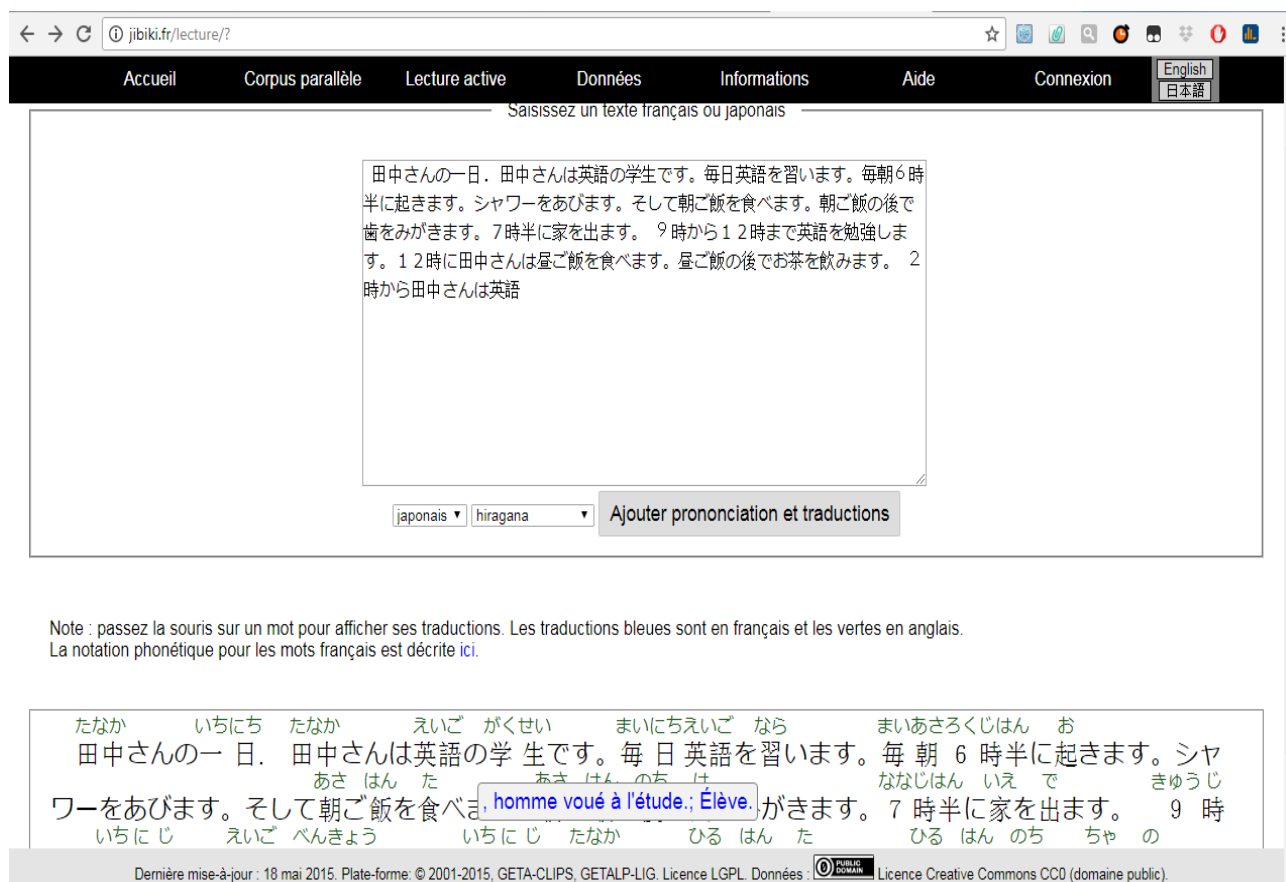 jibiki.fr/lecture/?
Accueil Corpus parallèle Lecture active Données Informations Aide Connexion English
日本語
Saisissez un texte français ou japonais
田中さんの一日．田中さんは英語の学生です。毎日英語を習います。毎朝６時
半に起きます。シャワーをあびます。そして朝ご飯を食べます。朝ご飯の後で
歯をみがきます。７時半に家を出ます。　９時から１２時まで英語を勉強しま
す。１２時に田中さんは昼ご飯を食べます。昼ご飯の後でお茶を飲みます。　２
時から田中さんは英語
japonais hiragana Ajouter prononciation et traductions
Note : passez la souris sur un mot pour afficher ses traductions. Les traductions bleues sont en français et les vertes en anglais.
La notation phonétique pour les mots français est décrite ici.
たなか いちにち たなか えいご がくせい まいにちえいご なら まいあさろくじはん お
田中さんの一 日． 田中さんは英語の学 生です。毎 日 英語を習います。毎 朝 ６ 時半に起きます。シャ
あさ はん た あさ はん のち は ななじはん いえ で きゅうじ
ワーをあびます。そして朝ご飯を食べま , homme voué à l'étude.; Élève. がきます。７ 時半に家を出ます。　９ 時
いちにじ えいご べんきょう いちにじ たなか ひる はん た ひる はん のち ちゃ の
Dernière mise-à-jour : 18 mai 2015. Plate-forme: © 2001-2015, GETA-CLIPS, GETALP-LIG. Licence LGPL. Données : PUBLIC DOMAIN Licence Creative Commons CC0 (domaine public).